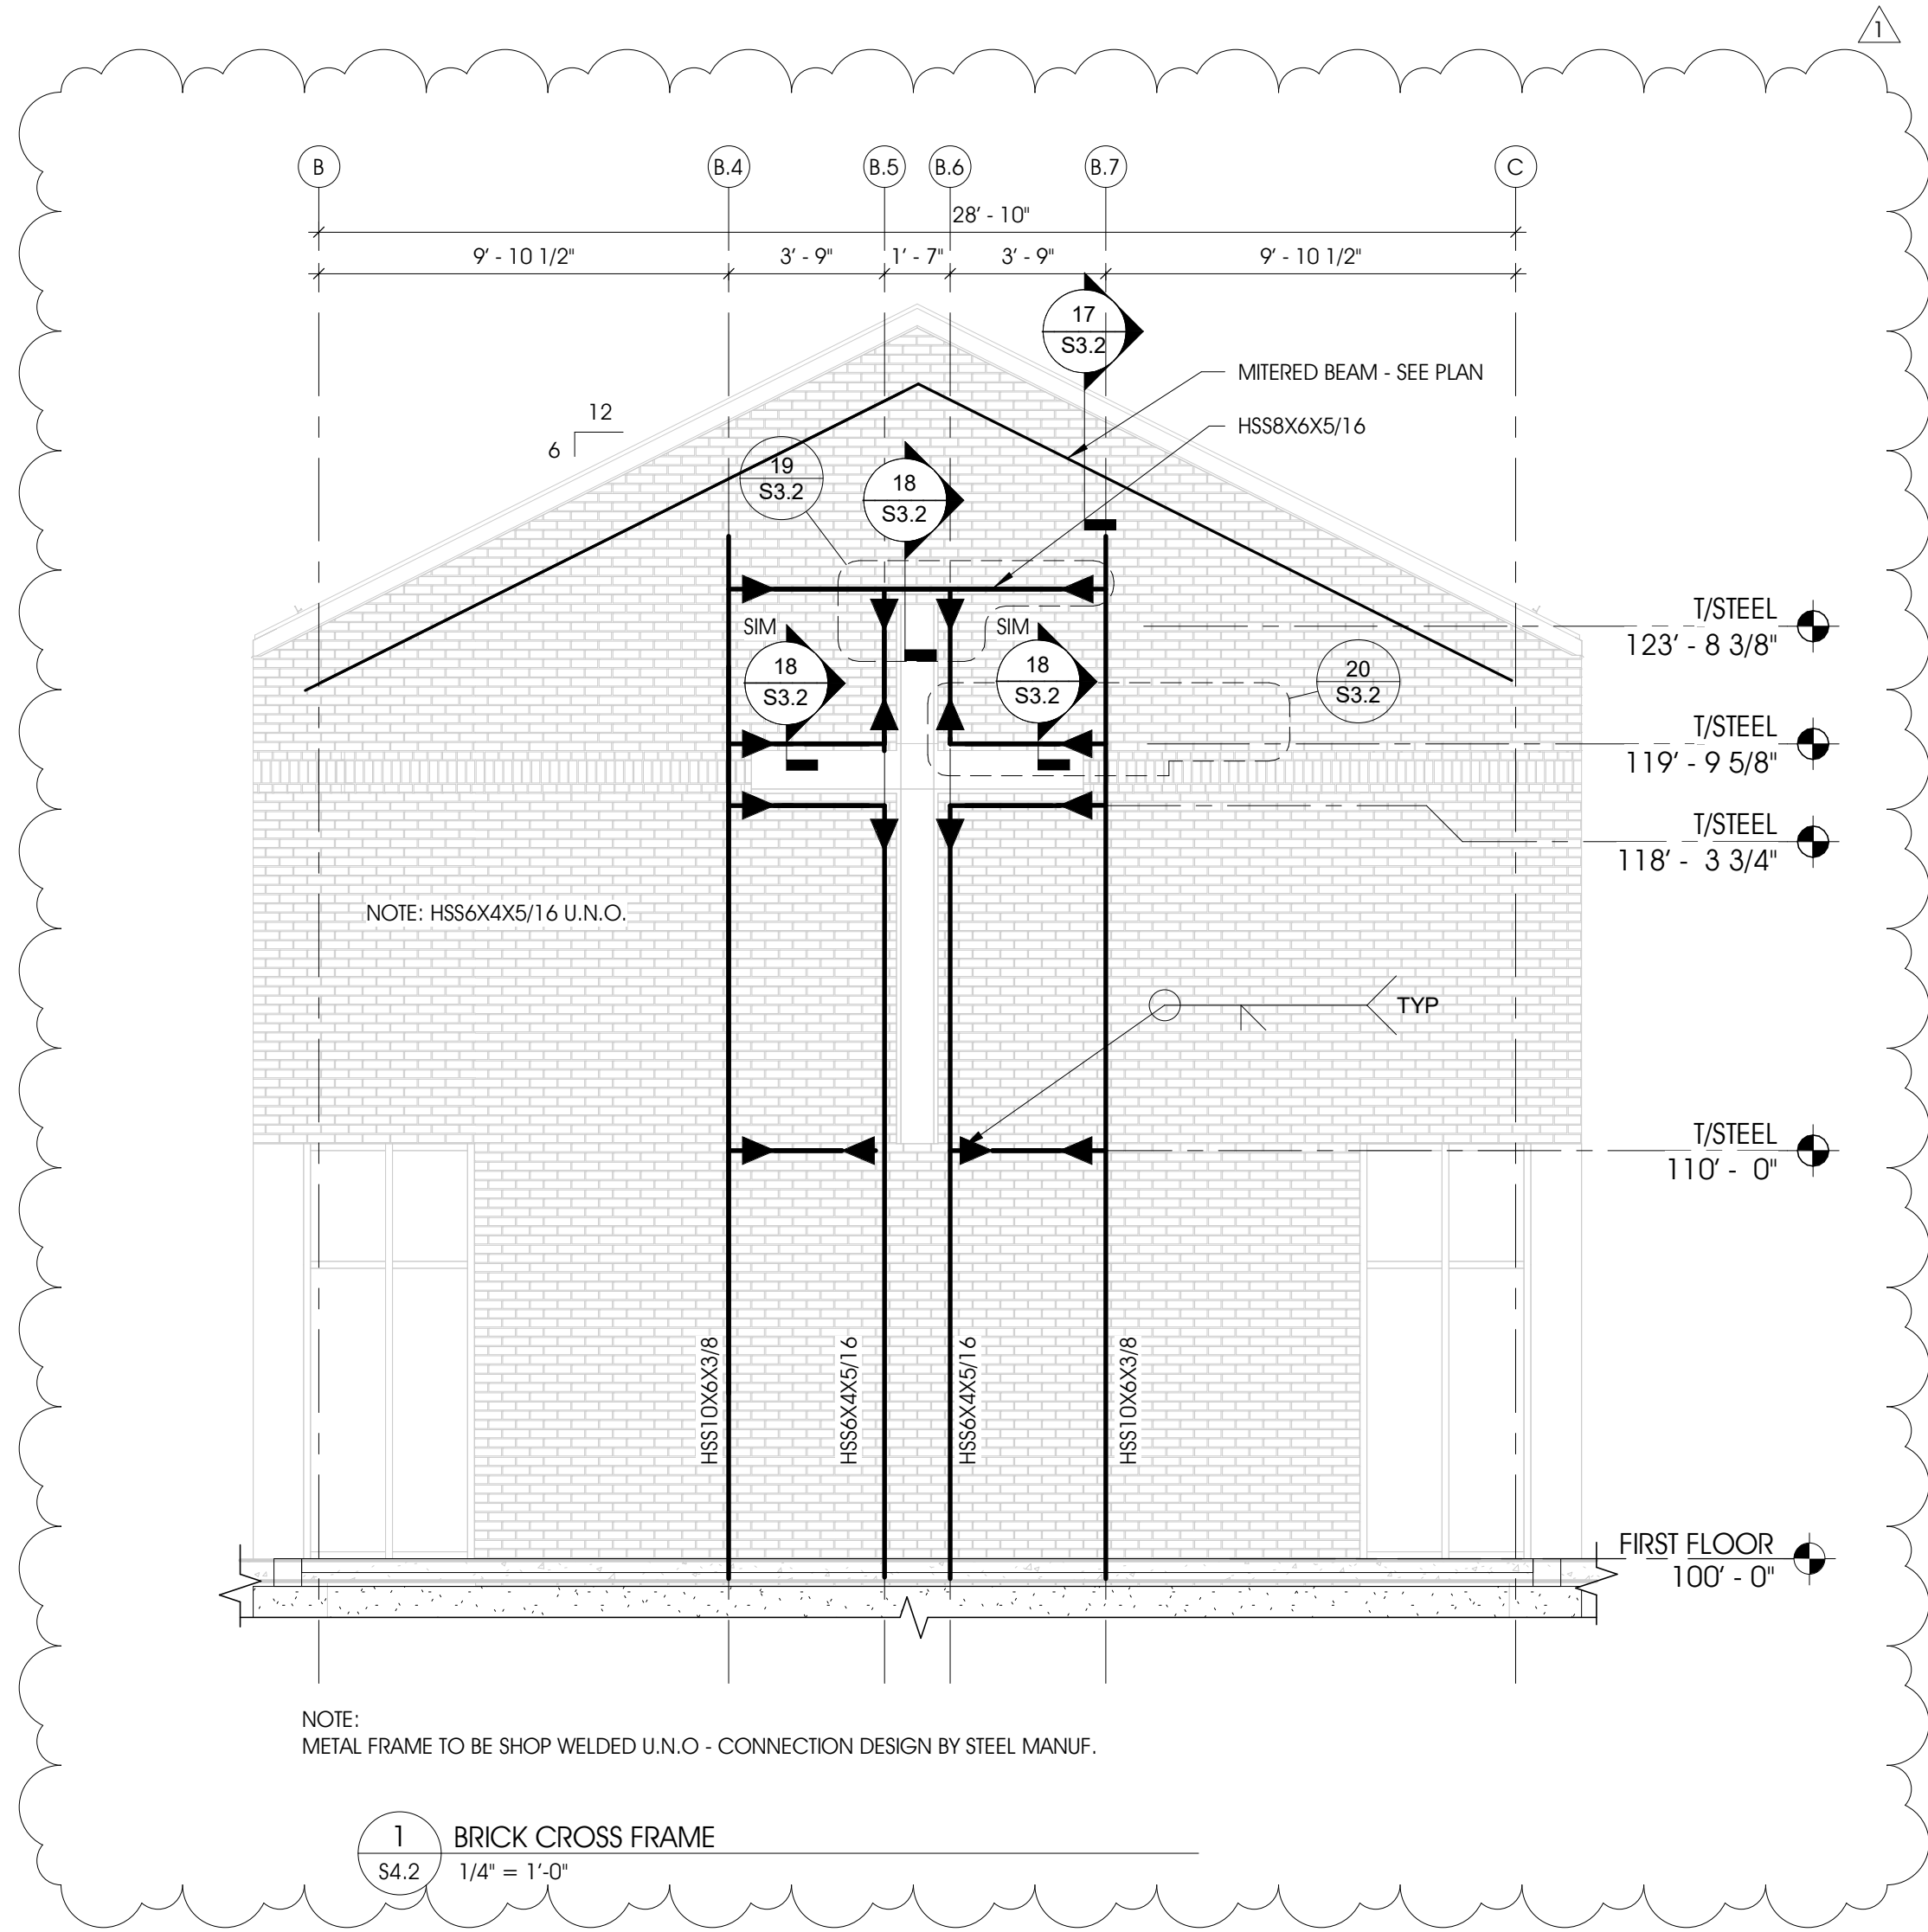 1
B
B.4
B.5
B.6
B.7
C
28' - 10"
9' - 10 1/2"
3' - 9"
1' - 7"
3' - 9"
9' - 10 1/2"
17
S3.2
MITERED BEAM - SEE PLAN
12
6
HSS8X6X5/16
19
S3.2
18
S3.2
T/STEEL
123' - 8 3/8"
SIM
18
S3.2
SIM
18
S3.2
20
S3.2
T/STEEL
119' - 9 5/8"
T/STEEL
118' - 3 3/4"
NOTE: HSS6X4X5/16 U.N.O.
TYP
T/STEEL
110' - 0"
HSS10X6X3/8
HSS6X4X5/16
HSS6X4X5/16
HSS10X6X3/8
FIRST FLOOR
100' - 0"
NOTE:
METAL FRAME TO BE SHOP WELDED U.N.O - CONNECTION DESIGN BY STEEL MANUF.
1
S4.2
BRICK CROSS FRAME
1/4" = 1'-0"